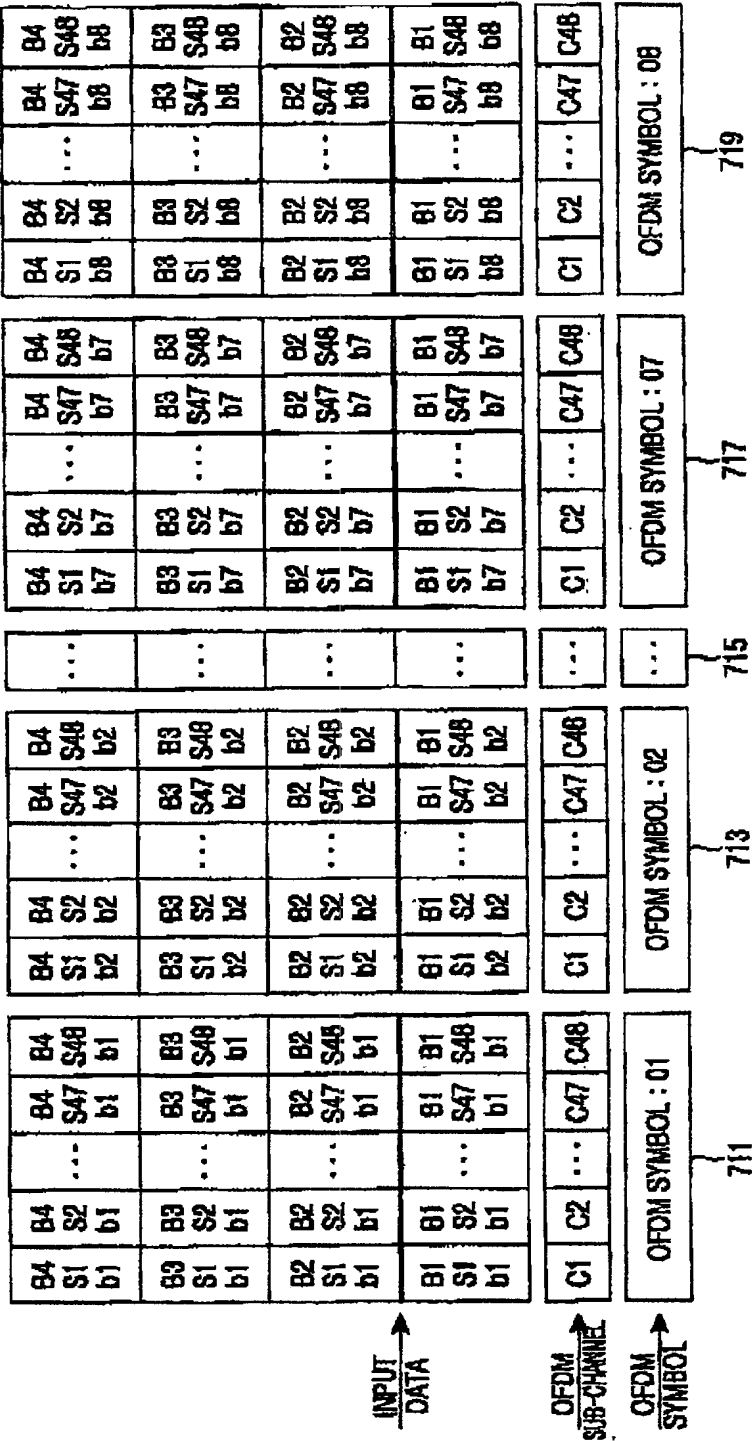 B4 B4 B4 B4 B4 B4 B4 B4 B4 B4 B4 B4 B4 B4 B4 B4
S1 S2 ... S47 S48 S1 S2 ... S47 S48 ... S1 S2 ... S47 S48 S1 S2 ... S47 S48
b1 b1 b1 b1 b2 b2 b2 b2 b7 b7 b7 b7 b8 b8 b8 b8
B3 B3 B3 B3 B3 B3 B3 B3 B3 B3 B3 B3 B3 B3 B3 B3
S1 S2 ... S47 S48 S1 S2 ... S47 S48 ... S1 S2 ... S47 S48 S1 S2 ... S47 S48
b1 b1 b1 b1 b2 b2 b2 b2 b7 b7 b7 b7 b8 b8 b8 b8
B2 B2 B2 B2 B2 B2 B2 B2 B2 B2 B2 B2 B2 B2 B2 B2
S1 S2 ... S47 S48 S1 S2 ... S47 S48 ... S1 S2 ... S47 S48 S1 S2 ... S47 S48
b1 b1 b1 b1 b2 b2 b2 b2 b7 b7 b7 b7 b8 b8 b8 b8
INPUT
DATA
B1 B1 B1 B1 B1 B1 B1 B1 B1 B1 B1 B1 B1 B1 B1 B1
S1 S2 ... S47 S48 S1 S2 ... S47 S48 ... S1 S2 ... S47 S48 S1 S2 ... S47 S48
b1 b1 b1 b1 b2 b2 b2 b2 b7 b7 b7 b7 b8 b8 b8 b8
OFDM
SUB-CHANNEL
C1 C2 ... C47 C48 C1 C2 ... C47 C48 ... C1 C2 ... C47 C48 C1 C2 ... C47 C48
OFDM
SYMBOL
OFDM SYMBOL : 01 OFDM SYMBOL : 02 ... OFDM SYMBOL : 07 OFDM SYMBOL : 08
711 713 715 717 719